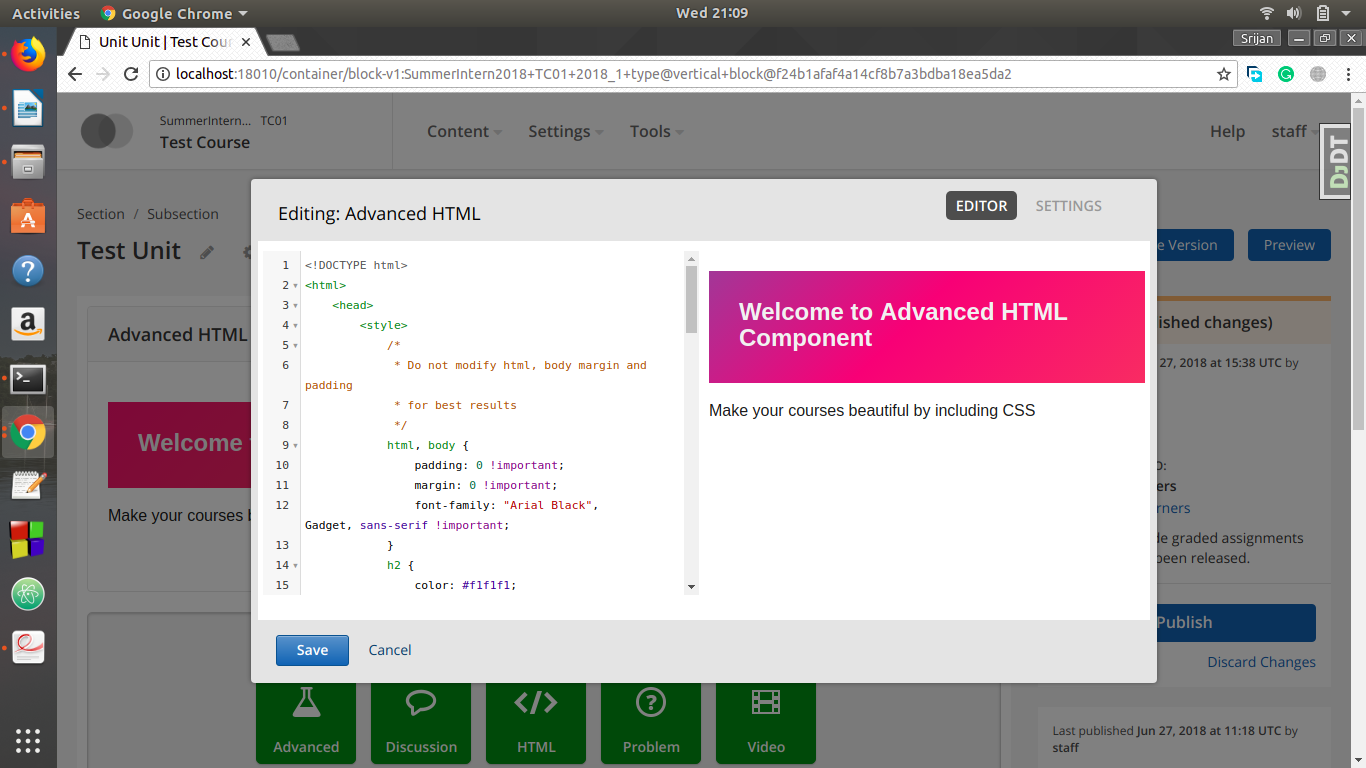 Activities
Google Chrome
Wed 21:09
Unit Unit | Test Cour
Srijan
localhost:18010/container/block-v1:SummerIntern2018+TC01+2018_1+type@vertical+block@f24b1afaf4a14cf8b7a3bdba18ea5da2
SummerIntern... TC01
Test Course
Content
Settings
Tools
Help
staff
DJDT
Section / Subsection
Test Unit
e Version
Preview
Editing: Advanced HTML
EDITOR
SETTINGS
1 <!DOCTYPE html>
2 <html>
3 <head>
4 <style>
5 /*
6 * Do not modify html, body margin and
padding
7 * for best results
8 */
9 html, body {
10 padding: 0 !important;
11 margin: 0 !important;
12 font-family: "Arial Black",
Gadget, sans-serif !important;
13 }
14 h2 {
15 color: #f1f1f1;
Welcome to Advanced HTML
Component
Make your courses beautiful by including CSS
Save
Cancel
Advanced HTML
Welcome
Make your courses
ished changes)
27, 2018 at 15:38 UTC by
D:
ers
rners
de graded assignments
been released.
Publish
Discard Changes
Last published Jun 27, 2018 at 11:18 UTC by
staff
Advanced
Discussion
</>
HTML
?
Problem
Video